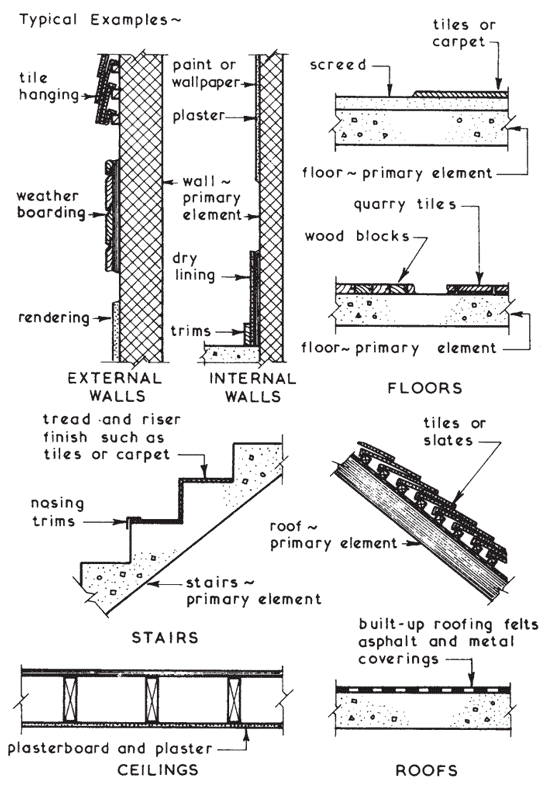 Typical Examples~
tile
hanging
weather
boarding
rendering
EXTERNAL
WALLS
wall~
primary
element
paint or
wallpaper
plaster
dry
lining
trims
INTERNAL
WALLS
tiles or
carpet
screed
floor~ primary element
quarry tiles
wood blocks
floor~ primary element
FLOORS
tread and riser
finish such as
tiles or carpet
nosing
trims
stairs~
primary element
STAIRS
tiles or
slates
roof~
primary element
built-up roofing felts
asphalt and metal
coverings
ROOFS
plasterboard and plaster
CEILINGS